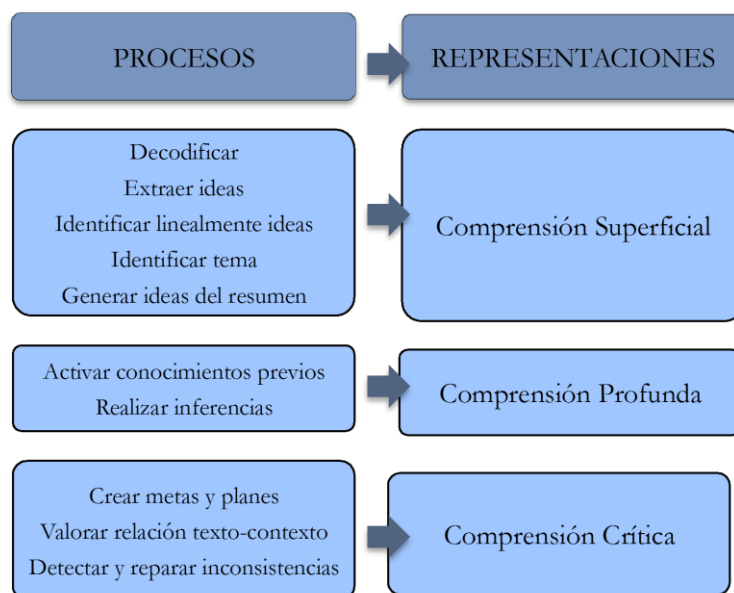 PROCESOS
REPRESENTACIONES
Decodificar
Extraer ideas
Identificar linealmente ideas
Identificar tema
Generar ideas del resumen
Comprensión Superficial
Activar conocimientos previos
Realizar inferencias
Comprensión Profunda
Crear metas y planes
Valorar relación texto-contexto
Detectar y reparar inconsistencias
Comprensión Crítica